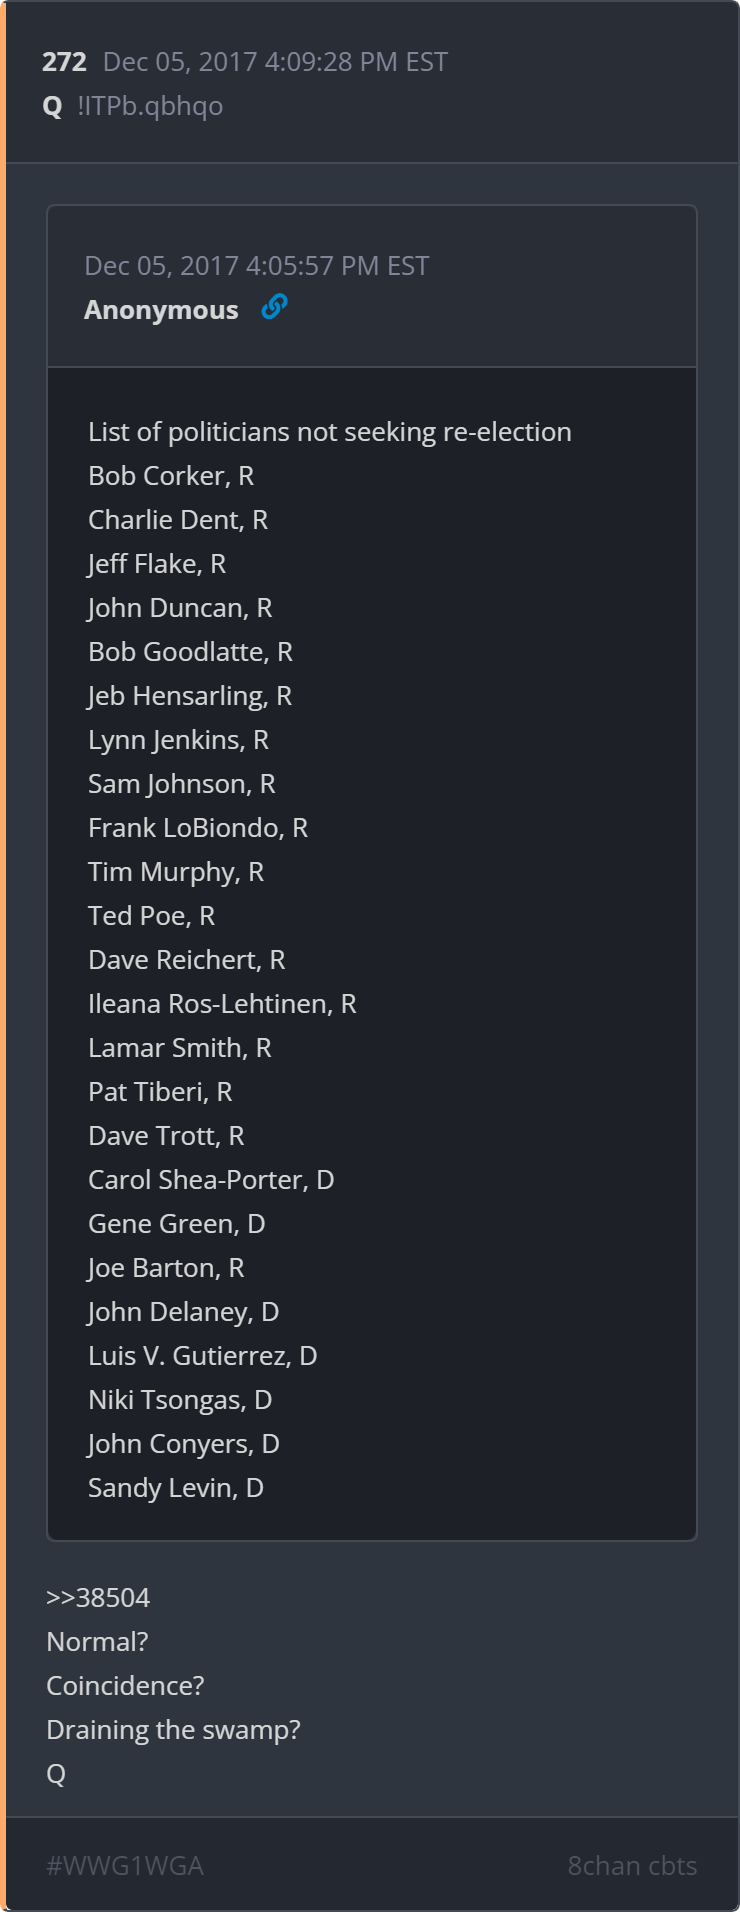 272 Dec 05, 2017 4:09:28 PM EST
Q !ITPb.qbhqo
Dec 05, 2017 4:05:57 PM EST
Anonymous
List of politicians not seeking re-election
Bob Corker, R
Charlie Dent, R
Jeff Flake, R
John Duncan, R
Bob Goodlatte, R
Jeb Hensarling, R
Lynn Jenkins, R
Sam Johnson, R
Frank LoBiondo, R
Tim Murphy, R
Ted Poe, R
Dave Reichert, R
Ileana Ros-Lehtinen, R
Lamar Smith, R
Pat Tiberi, R
Dave Trott, R
Carol Shea-Porter, D
Gene Green, D
Joe Barton, R
John Delaney, D
Luis V. Gutierrez, D
Niki Tsongas, D
John Conyers, D
Sandy Levin, D
>>38504
Normal?
Coincidence?
Draining the swamp?
Q
#WWG1WGA 8chan cbts